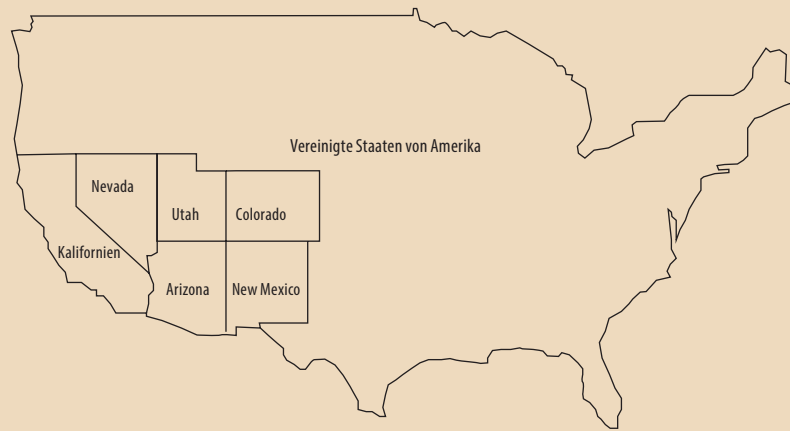 Vereinigte Staaten von Amerika
Nevada
Utah
Colorado
Kalifornien
Arizona
New Mexico